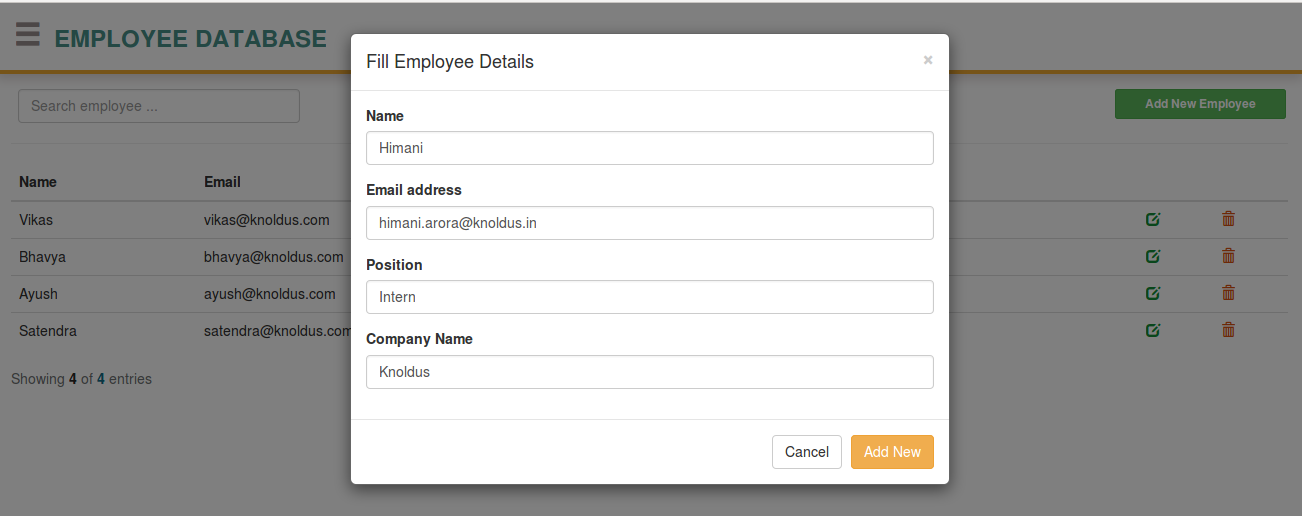 EMPLOYEE DATABASE
Search employee ...
Add New Employee
Name Email
Vikas vikas@knoldus.com
Bhavya bhavya@knoldus.com
Ayush ayush@knoldus.com
Satendra satendra@knoldus.com
Showing 4 of 4 entries
Fill Employee Details ×
Name
Himani
Email address
himani.arora@knoldus.in
Position
Intern
Company Name
Knoldus
Cancel Add New